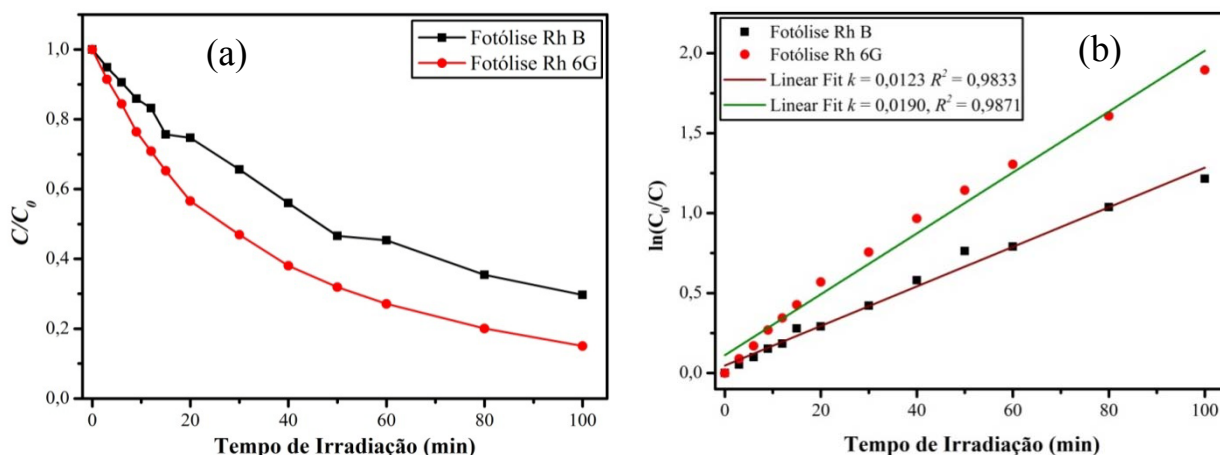 (a)
Fotólise Rh B
Fotólise Rh 6G
1,0
0,8
0,6
0,4
0,2
0,0
C/C₀
0 20 40 60 80 100
Tempo de Irradiação (min)
(b)
Fotólise Rh B
Fotólise Rh 6G
Linear Fit k = 0,0123 R² = 0,9833
Linear Fit k = 0,0190, R² = 0,9871
2,0
1,5
1,0
0,5
0,0
ln(C₀/C)
0 20 40 60 80 100
Tempo de Irradiação (min)